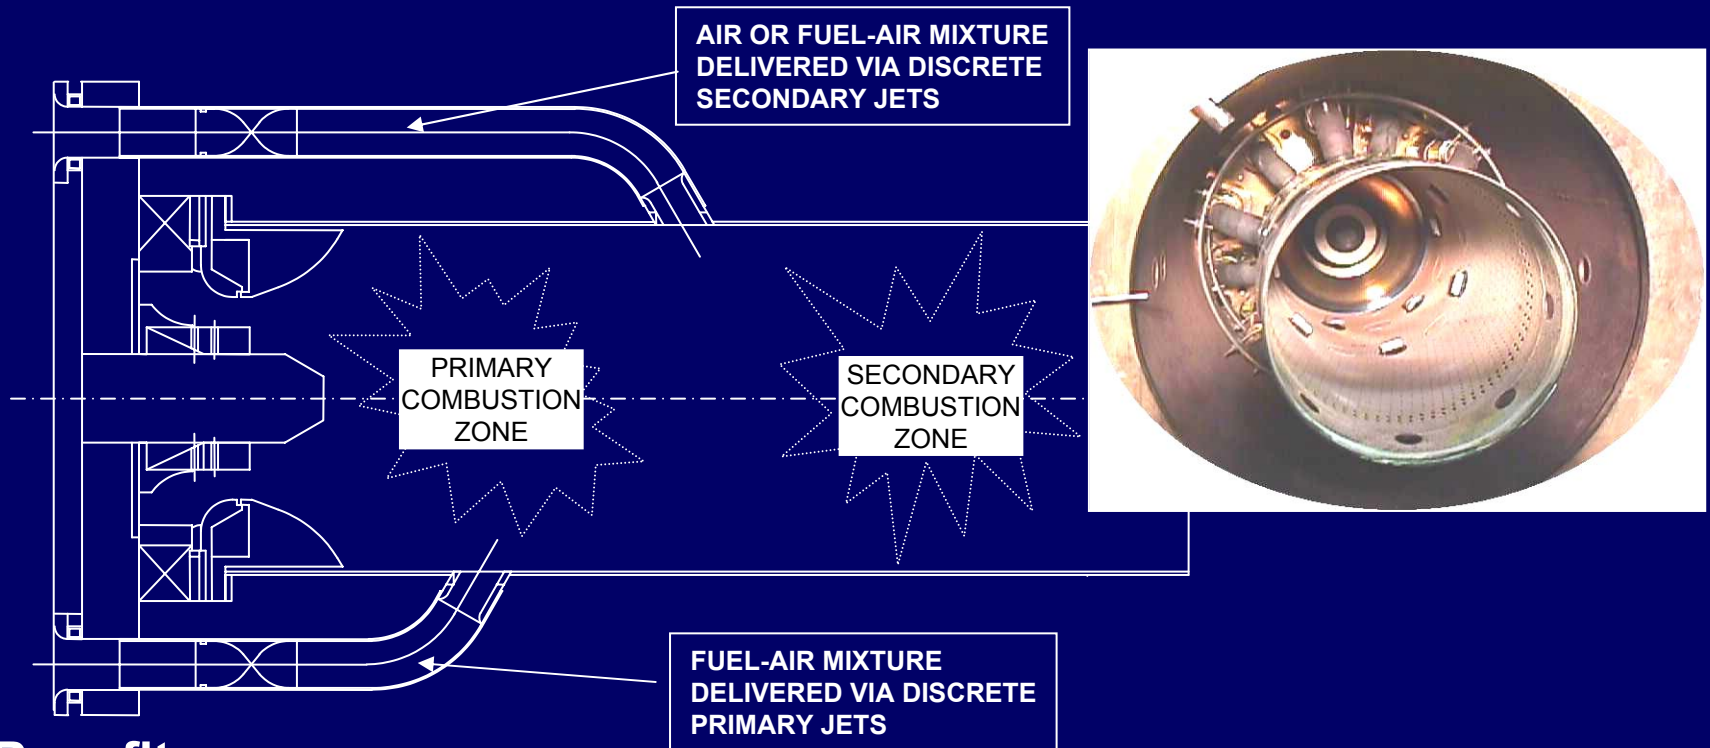 AIR OR FUEL-AIR MIXTURE
DELIVERED VIA DISCRETE
SECONDARY JETS
PRIMARY
COMBUSTION
ZONE
SECONDARY
COMBUSTION
ZONE
FUEL-AIR MIXTURE
DELIVERED VIA DISCRETE
PRIMARY JETS